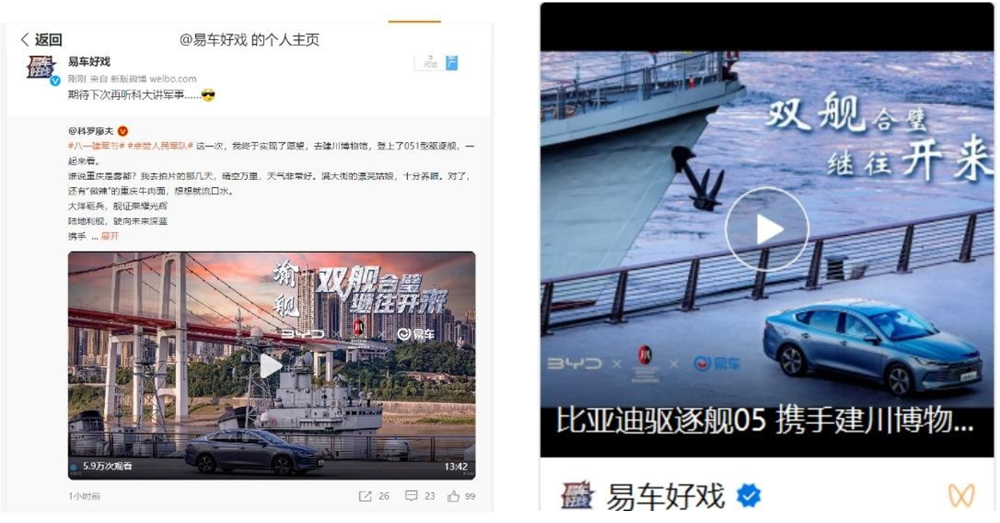 返回
@易车好戏 的个人主页
易车好戏
刚刚 来自 新版微博 weibo.com
期待下次再听科大讲军事......
@科罗廖夫
#八一建军节# #点赞人民军队# 这一次，我终于实现了愿望，去建川博物馆，登上了051型驱逐舰，一
起来看。
谁说重庆是雾都？我去拍片的那几天，晴空万里，天气非常好。满大街的漂亮姑娘，十分养眼。对了，
还有“微辣”的重庆牛肉面，想想就流口水。
大洋砺兵，舰证荣耀光辉
陆地利舰，驶向未来深蓝
携手 ... 展开
渝舰
双舰合璧
继往开来
BYD × 川 × 易车
5.9万次观看
13:42
1小时前
26
23
99
双舰合璧
继往开来
BYD × 川 × 易车
比亚迪驱逐舰05 携手建川博物...
易车好戏